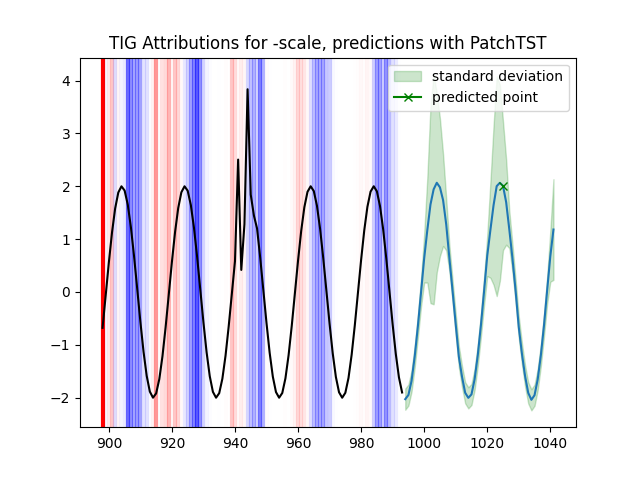 TIG Attributions for -scale, predictions with PatchTST
standard deviation
predicted point
4
3
2
1
0
−1
−2
900 920 940 960 980 1000 1020 1040